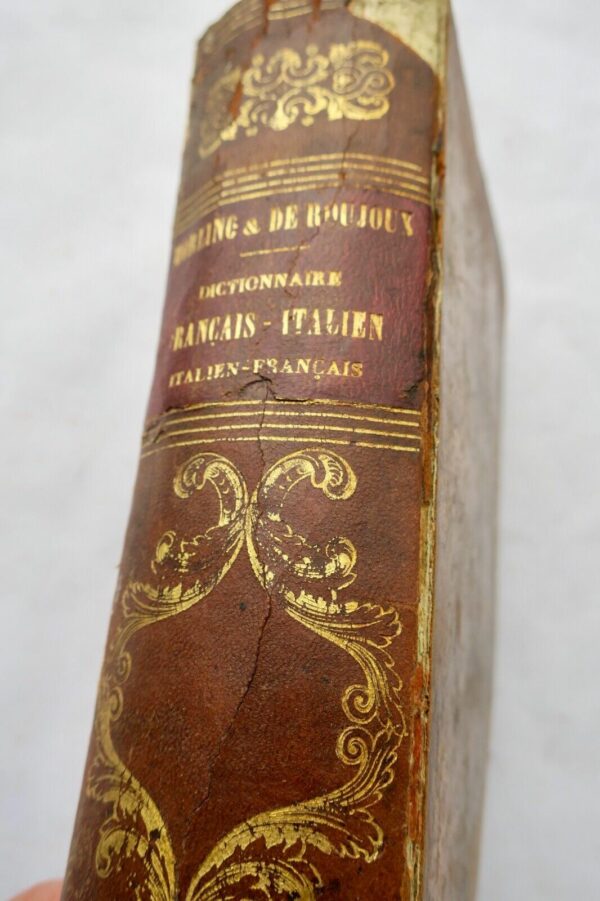 & DE ROUJOUX
DICTIONNAIRE
FRANÇAIS - ITALIEN
ITALIEN-FRANÇAIS